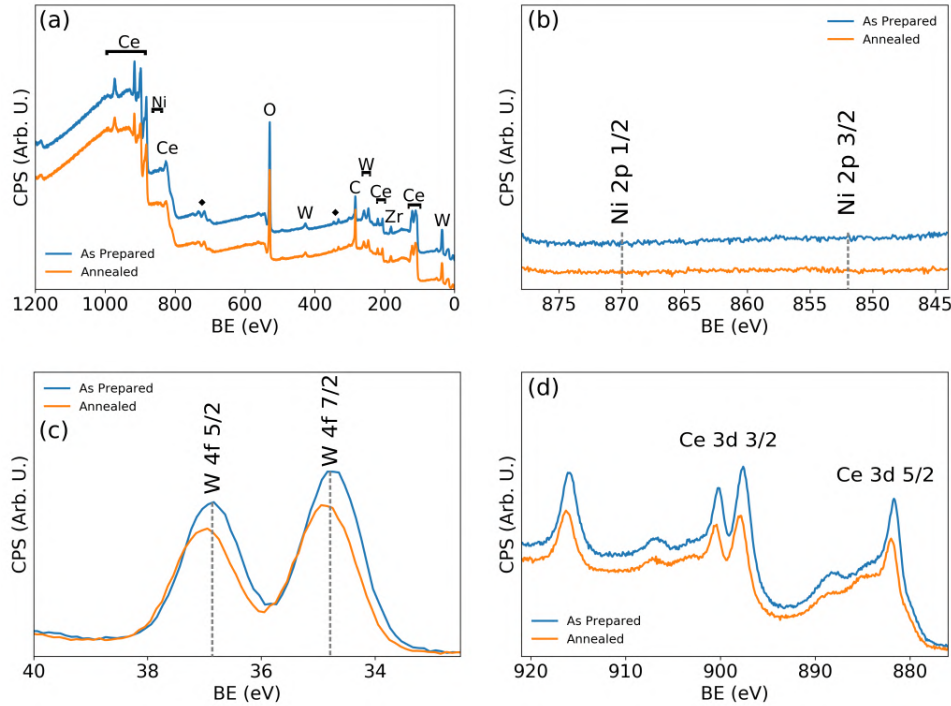 (a)
Ce
Ni
Ce
◆
O
W
C
W
◆
Ce
Zr
Ce
W
As Prepared
Annealed
CPS (Arb. U.)
1200 1000 800 600 400 200 0
BE (eV)
(b)
As Prepared
Annealed
Ni 2p 1/2
Ni 2p 3/2
CPS (Arb. U.)
875 870 865 860 855 850 845
BE (eV)
As Prepared
Annealed
(c)
W 4f 5/2
W 4f 7/2
CPS (Arb. U.)
40 38 36 34
BE (eV)
(d)
Ce 3d 3/2
Ce 3d 5/2
As Prepared
Annealed
CPS (Arb. U.)
920 910 900 890 880
BE (eV)